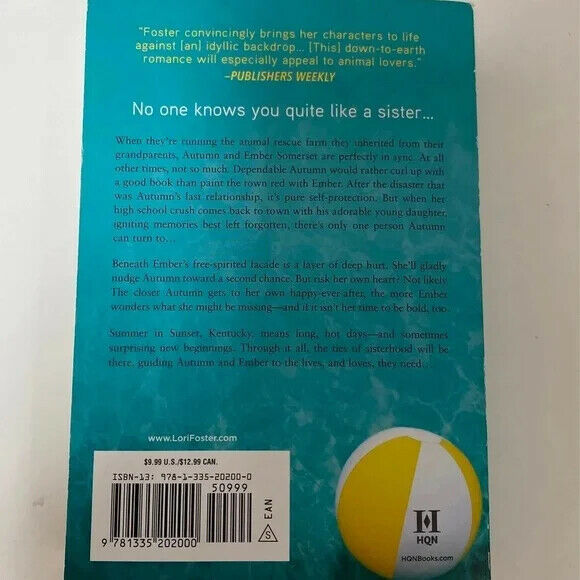 "Foster convincingly brings her characters to life
against [an] idyllic backdrop... [This] down-to-earth
romance will especially appeal to animal lovers."
–PUBLISHERS WEEKLY
No one knows you quite like a sister...
When they're running the animal rescue farm they inherited from their
grandparents, Autumn and Ember Somerset are perfectly in sync. At all
other times, not so much. Dependable Autumn would rather curl up with
a good book than paint the town red with Ember. After the disaster that
was Autumn's last relationship, it's pure self-protection. But when her
high school crush comes back to town with his adorable young daughter,
igniting memories best left forgotten, there's only one person Autumn
can turn to...
Beneath Ember's free-spirited facade is a layer of deep hurt. She'll gladly
nudge Autumn toward a second chance. But risk her own heart? Not likely.
The closer Autumn gets to her own happy-ever-after, the more Ember
wonders what she might be missing—and if it isn't her time to be bold, too.
Summer in Sunset, Kentucky, means long, hot days—and sometimes
surprising new beginnings. Through it all, the ties of sisterhood will be
there, guiding Autumn and Ember to the lives, and loves, they need...
www.LoriFoster.com
$9.99 U.S./$12.99 CAN.
ISBN-13: 978-1-335-20200-0
50999
9 781335 202000
S EAN
H
HQN
HQNBooks.com